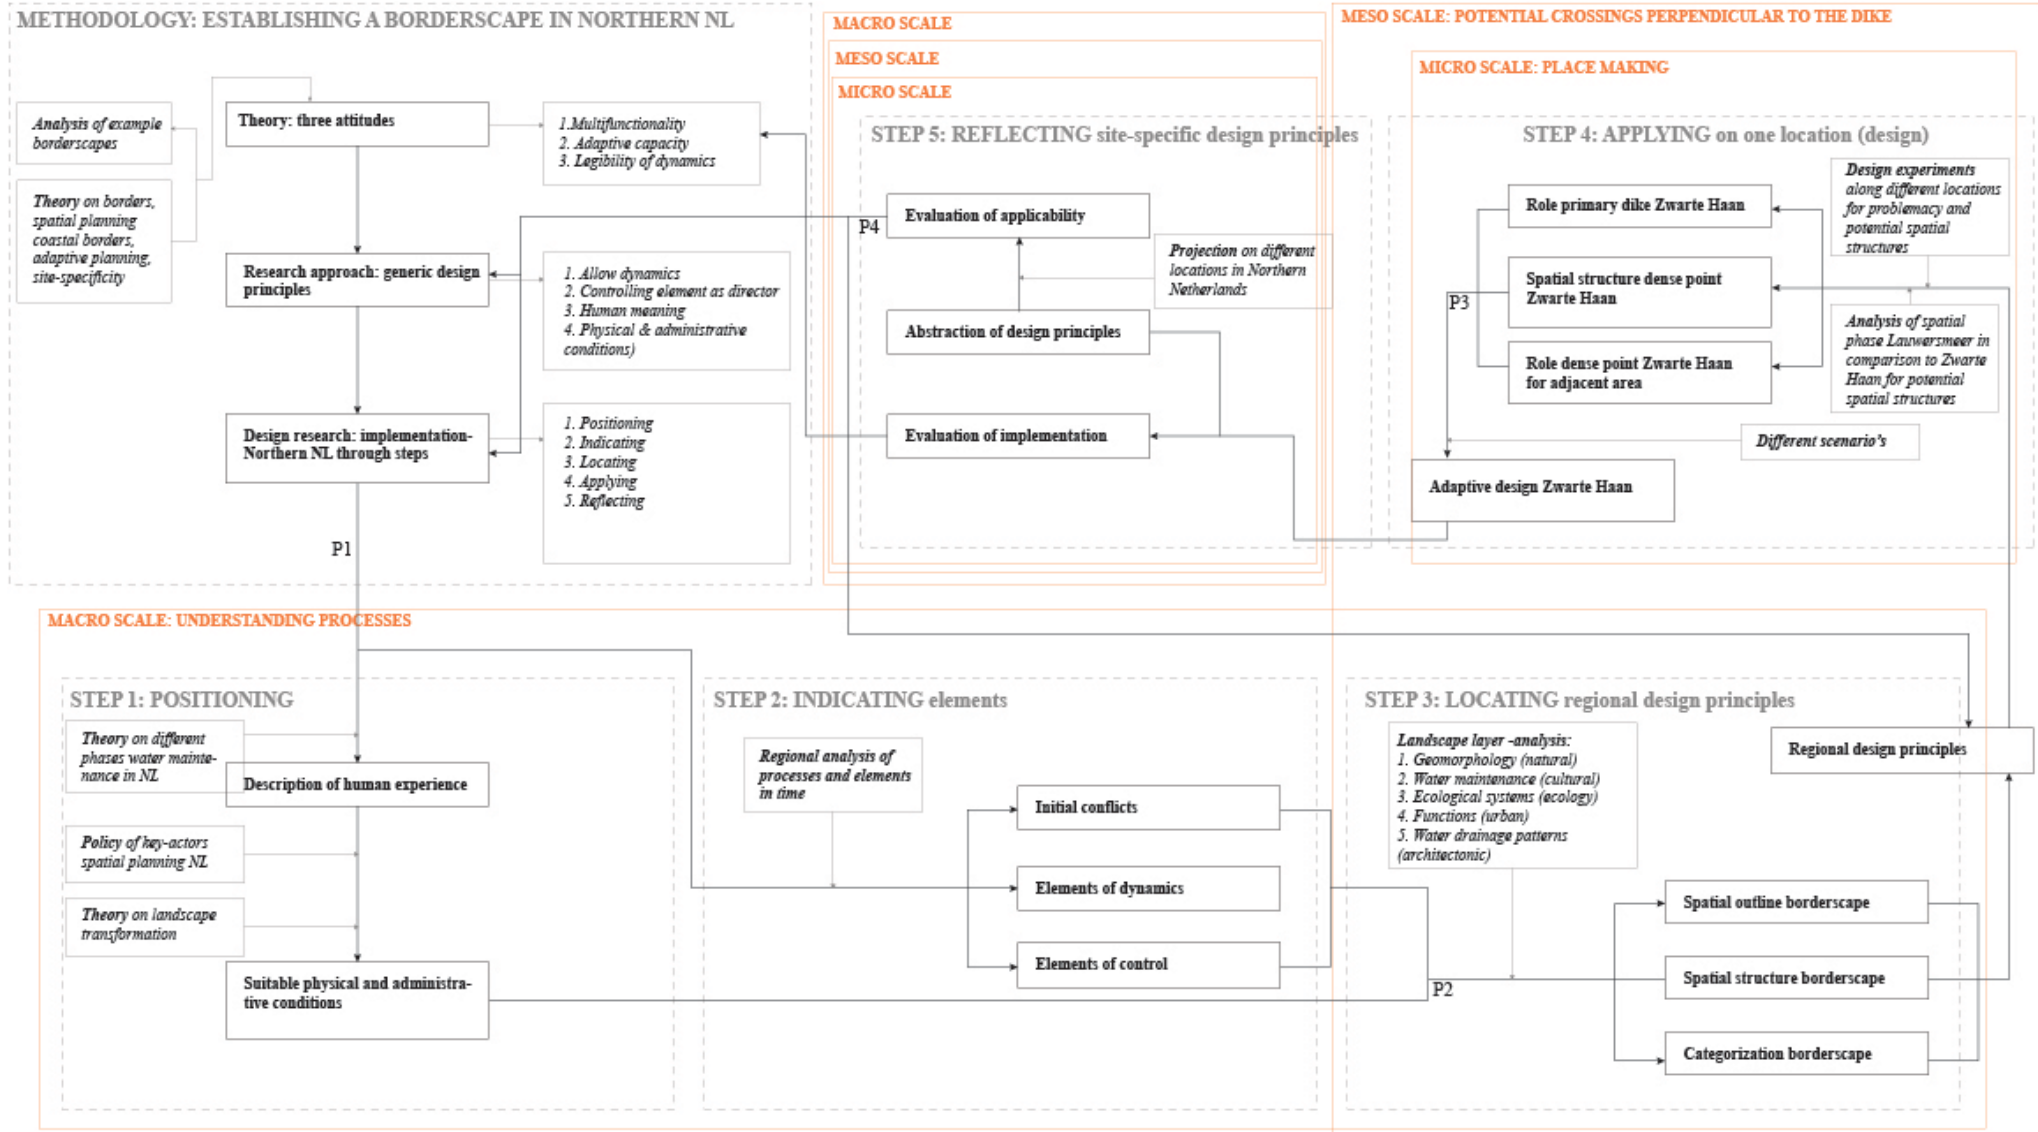 METHODOLOGY: ESTABLISHING A BORDERSCAPE IN NORTHERN NL
Analysis of example
borderscapes
Theory on borders,
spatial planning
coastal borders,
adaptive planning,
site-specificity
Theory: three attitudes
1.Multifunctionality
2. Adaptive capacity
3. Legibility of dynamics
Research approach: generic design
principles
1. Allow dynamics
2. Controlling element as director
3. Human meaning
4. Physical & administrative
conditions)
Design research: implementation-
Northern NL through steps
1. Positioning
2. Indicating
3. Locating
4. Applying
5. Reflecting
P1
MACRO SCALE
MESO SCALE
MICRO SCALE
STEP 5: REFLECTING site-specific design principles
P4
Evaluation of applicability
Projection on different
locations in Northern
Netherlands
Abstraction of design principles
Evaluation of implementation
MESO SCALE: POTENTIAL CROSSINGS PERPENDICULAR TO THE DIKE
MICRO SCALE: PLACE MAKING
STEP 4: APPLYING on one location (design)
Design experiments
along different locations
for problemacy and
potential spatial
structures
Role primary dike Zwarte Haan
Spatial structure dense point
Zwarte Haan
P3
Role dense point Zwarte Haan
for adjacent area
Analysis of spatial
phase Lauwersmeer in
comparison to Zwarte
Haan for potential
spatial structures
Different scenario's
Adaptive design Zwarte Haan
MACRO SCALE: UNDERSTANDING PROCESSES
STEP 1: POSITIONING
Theory on different
phases water mainte-
nance in NL
Description of human experience
Policy of key-actors
spatial planning NL
Theory on landscape
transformation
Suitable physical and administra-
tive conditions
STEP 2: INDICATING elements
Regional analysis of
processes and elements
in time
Initial conflicts
Elements of dynamics
Elements of control
P2
STEP 3: LOCATING regional design principles
Landscape layer -analysis:
1. Geomorphology (natural)
2. Water maintenance (cultural)
3. Ecological systems (ecology)
4. Functions (urban)
5. Water drainage patterns
(architectonic)
Regional design principles
Spatial outline borderscape
Spatial structure borderscape
Categorization borderscape